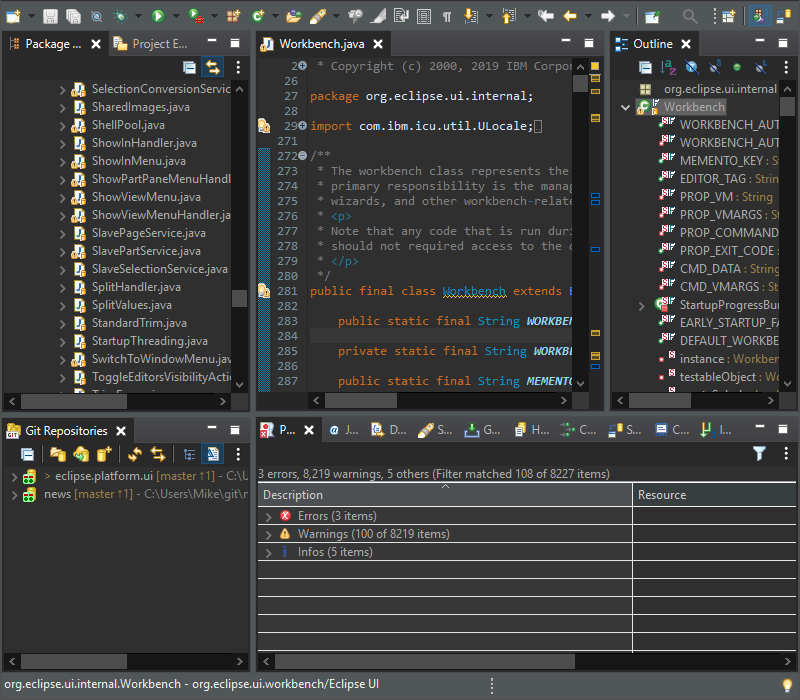 Package ...
Project E...
SelectionConversionServic
SharedImages.java
ShellPool.java
ShowInHandler.java
ShowInMenu.java
ShowPartPaneMenuHandl
ShowViewMenu.java
ShowViewMenuHandler.ja
SlavePageService.java
SlavePartService.java
SlaveSelectionService.java
SplitHandler.java
SplitValues.java
StandardTrim.java
StartupThreading.java
SwitchToWindowMenu.jav
ToggleEditorsVisibilityActi
Workbench.java
2 * Copyright (c) 2000, 2019 IBM Corpor
26
27 package org.eclipse.ui.internal;
28
29 import com.ibm.icu.util.ULocale;
271
272 /**
273 * The workbench class represents the
274 * primary responsibility is the mana
275 * wizards, and other workbench-relate
276 * <p>
277 * Note that any code that is run duri
278 * should not required access to the
279 * </p>
280 */
281 public final class Workbench extends
282
283 public static final String WORKBEN
284
285 private static final String WORKBE
286
287 public static final String MEMENTO
Outline
org.eclipse.ui.internal
Workbench
WORKBENCH_AUT
WORKBENCH_AUT
MEMENTO_KEY : S
EDITOR_TAG : Strin
PROP_VM : String
PROP_VMARGS : St
PROP_COMMAND
PROP_EXIT_CODE :
CMD_DATA : String
CMD_VMARGS : St
StartupProgressBu
EARLY_STARTUP_FA
DEFAULT_WORKBE
instance : Workben
testableObject : Wo
Git Repositories
> eclipse.platform.ui [master ↑1] - C:\U
news [master ↑1] - C:\Users\Mike\git\n
P... J... D... S... G... H... C... S... C... I...
3 errors, 8,219 warnings, 5 others (Filter matched 108 of 8227 items)
Description Resource
Errors (3 items)
Warnings (100 of 8219 items)
Infos (5 items)
org.eclipse.ui.internal.Workbench - org.eclipse.ui.workbench/Eclipse UI